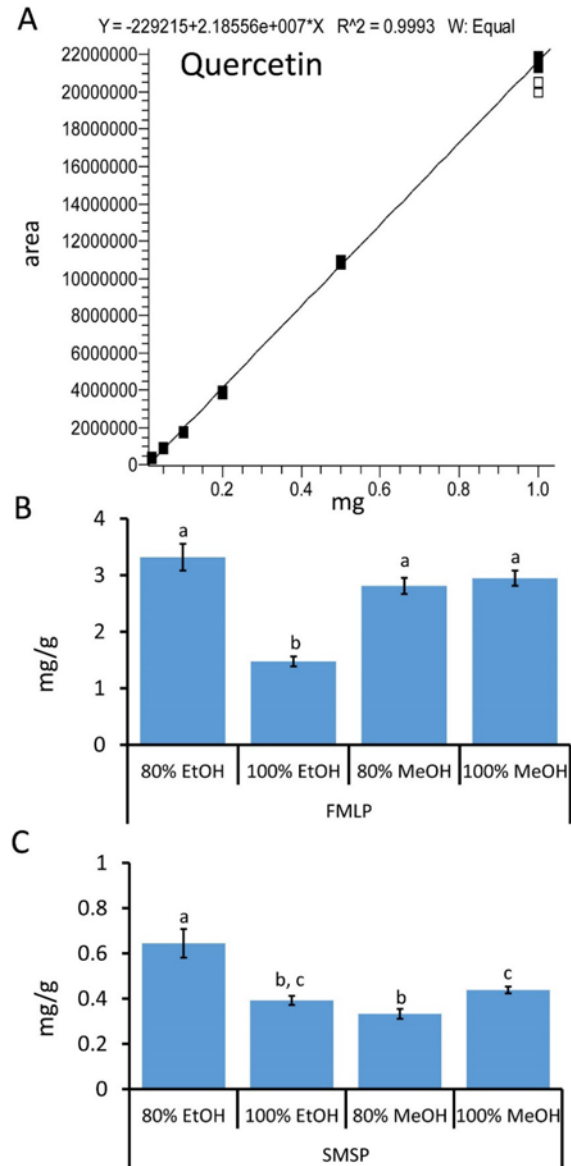 A
Y = -229215+2.18556e+007*X R^2 = 0.9993 W: Equal
Quercetin
22000000
20000000
18000000
16000000
14000000
12000000
10000000
8000000
6000000
4000000
2000000
0
area
0.2 0.4 0.6 0.8 1.0
mg
B
4
3
2
1
0
mg/g
a
b
a
a
80% EtOH 100% EtOH 80% MeOH 100% MeOH
FMLP
C
1
0.8
0.6
0.4
0.2
0
mg/g
a
b, c
b
c
80% EtOH 100% EtOH 80% MeOH 100% MeOH
SMSP